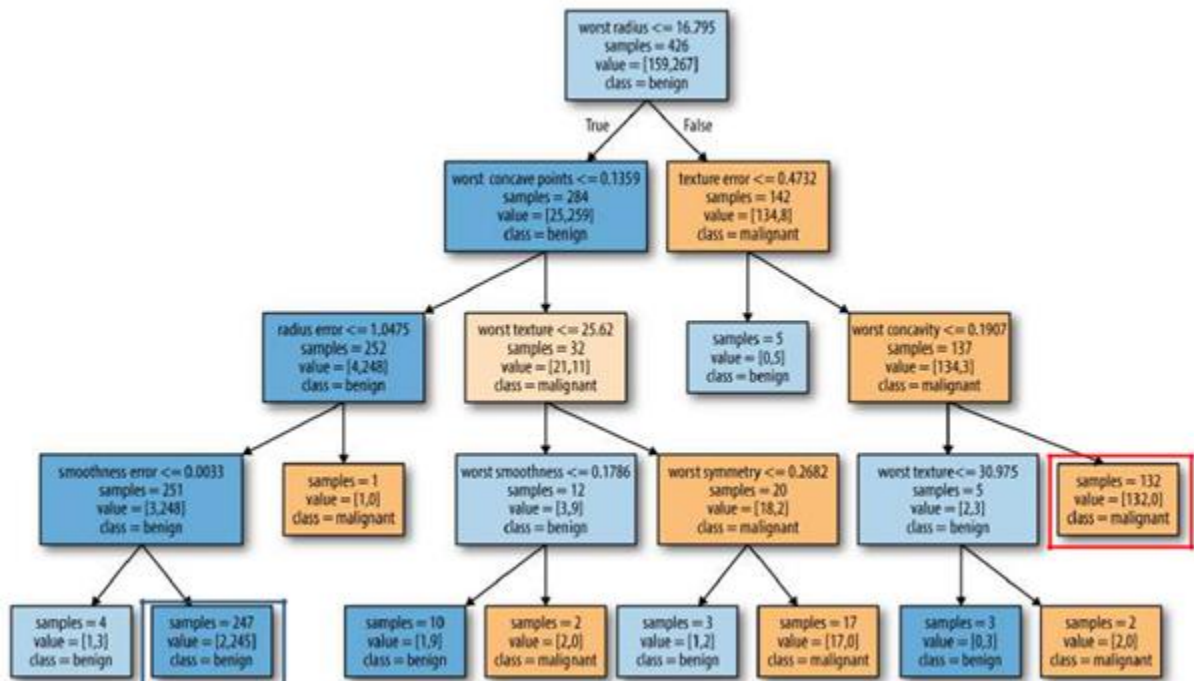 worst radius <= 16.795
samples = 426
value = [159,267]
class = benign
True
False
worst concave points <= 0.1359
samples = 284
value = [25,259]
class = benign
texture error <= 0.4732
samples = 142
value = [134,8]
class = malignant
radius error <= 1.0475
samples = 252
value = [4,248]
class = benign
worst texture <= 25.62
samples = 32
value = [21,11]
class = malignant
samples = 5
value = [0,5]
class = benign
worst concavity <= 0.1907
samples = 137
value = [134,3]
class = malignant
smoothness error <= 0.0033
samples = 251
value = [3,248]
class = benign
samples = 1
value = [1,0]
class = malignant
worst smoothness <= 0.1786
samples = 12
value = [3,9]
class = benign
worst symmetry <= 0.2682
samples = 20
value = [18,2]
class = malignant
worst texture<= 30.975
samples = 5
value = [2,3]
class = benign
samples = 132
value = [132,0]
class = malignant
samples = 4
value = [1,3]
class = benign
samples = 247
value = [2,245]
class = benign
samples = 10
value = [1,9]
class = benign
samples = 2
value = [2,0]
class = malignant
samples = 3
value = [1,2]
class = benign
samples = 17
value = [17,0]
class = malignant
samples = 3
value = [0,3]
class = benign
samples = 2
value = [2,0]
class = malignant